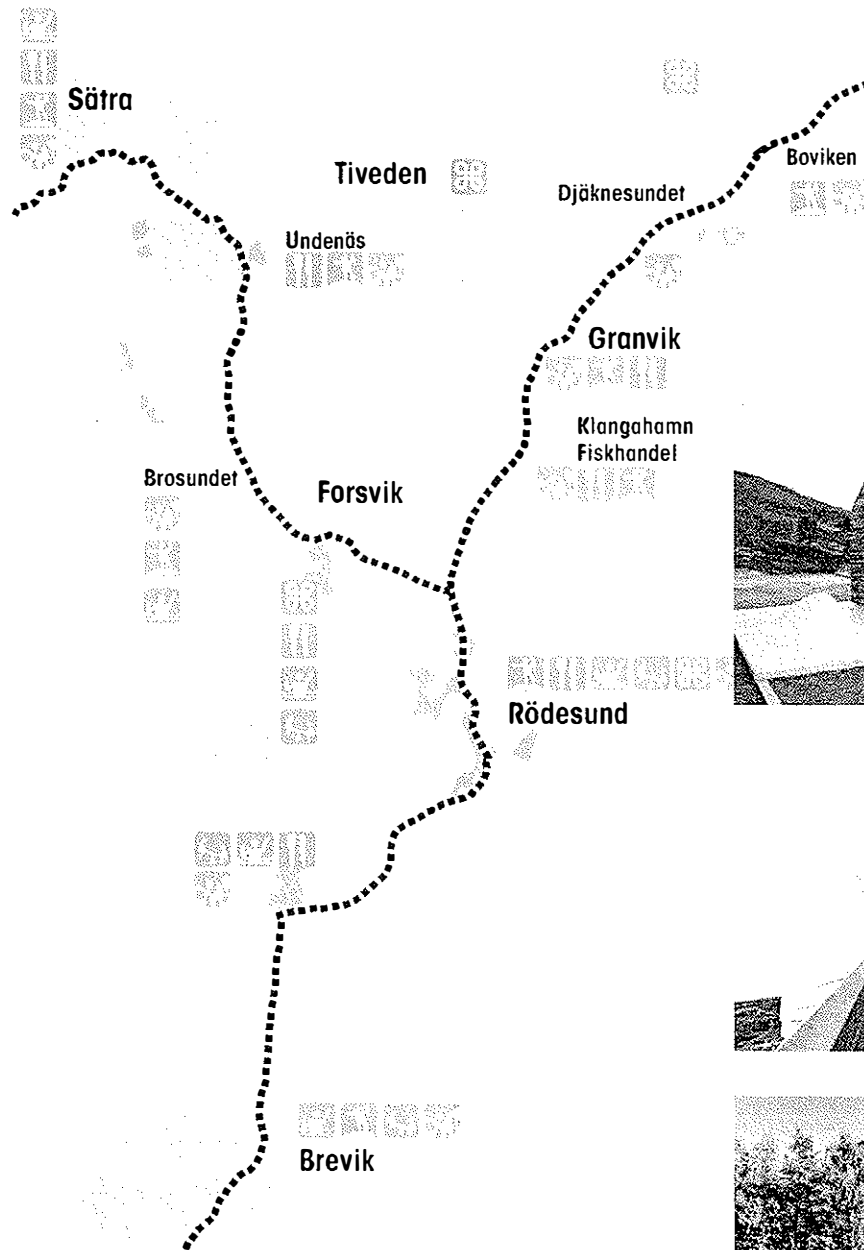 Sätra
Tiveden
Boviken
Djäknesundet
Undenäs
Granvik
Klangahamn
Fiskhandel
Brosundet
Forsvik
Rödesund
Brevik